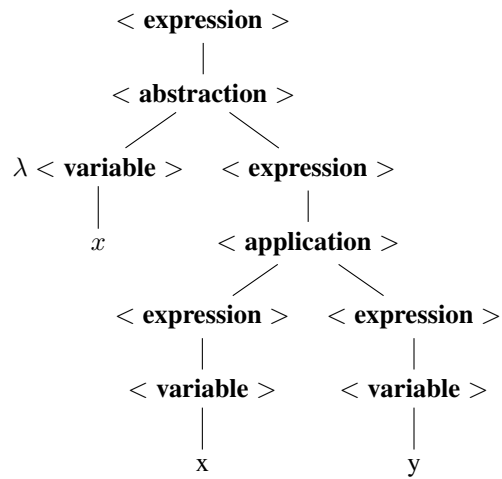 < expression >
< abstraction >
λ < variable > < expression >
x < application >
< expression > < expression >
< variable > < variable >
x y